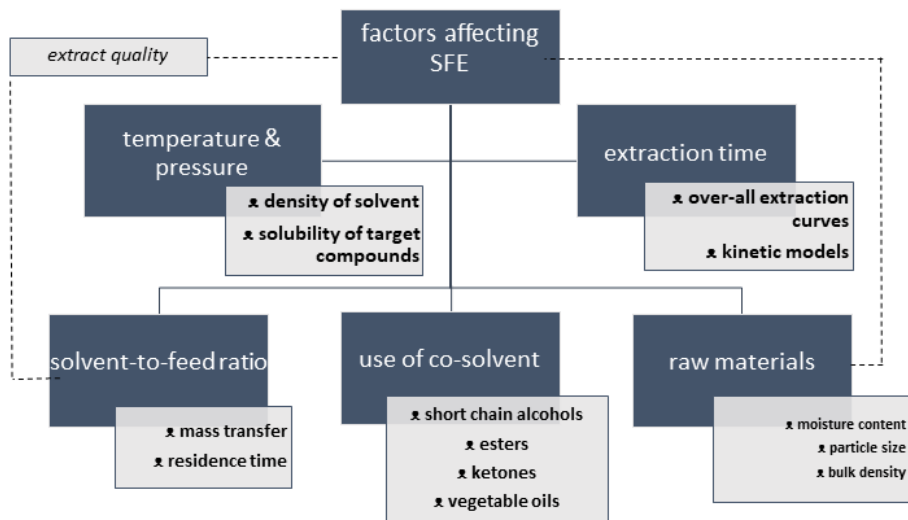 factors affecting
SFE
extract quality
temperature &
pressure
ᴥ density of solvent
ᴥ solubility of target
compounds
extraction time
ᴥ over-all extraction
curves
ᴥ kinetic models
solvent-to-feed ratio
ᴥ mass transfer
ᴥ residence time
use of co-solvent
ᴥ short chain alcohols
ᴥ esters
ᴥ ketones
ᴥ vegetable oils
raw materials
ᴥ moisture content
ᴥ particle size
ᴥ bulk density